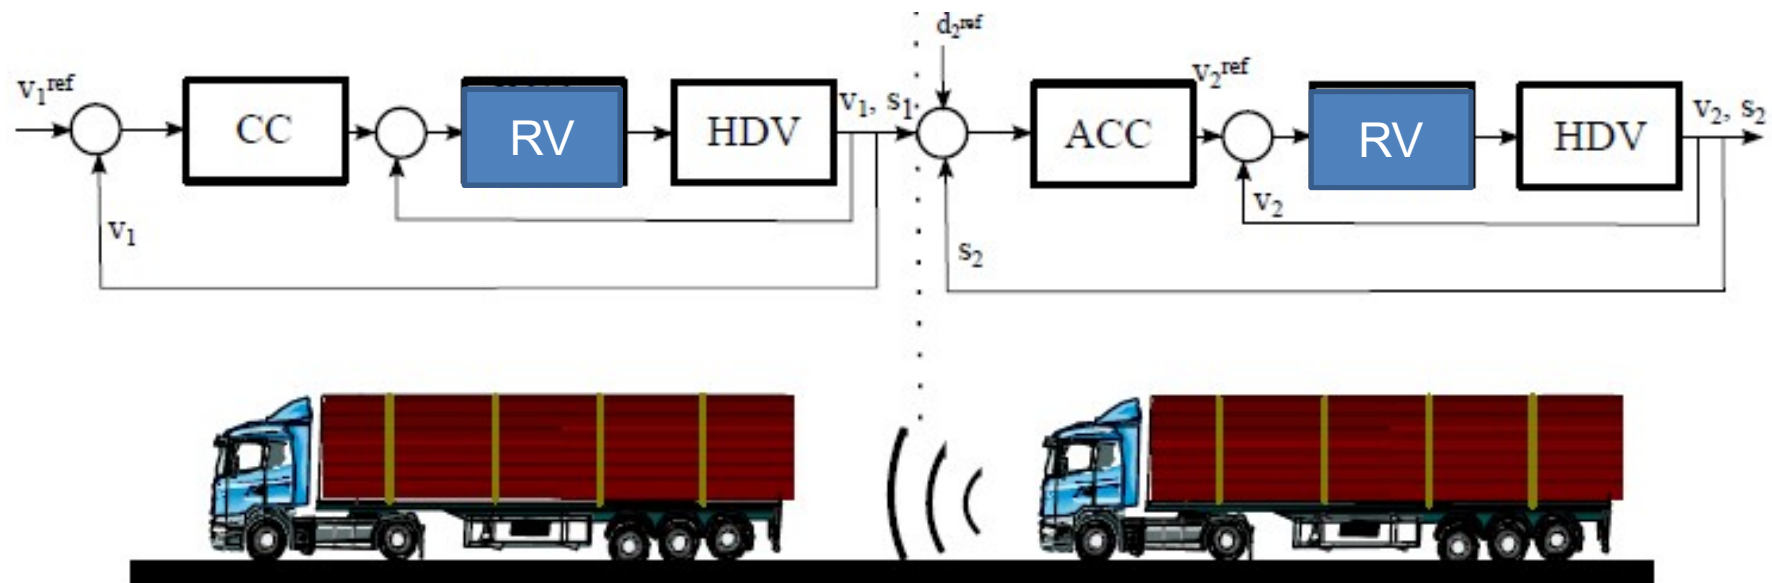 v₁ref
CC
RV
HDV
v₁, s₁
d₂ref
ACC
v₂ref
RV
HDV
v₂, s₂
v₁
s₂
v₂